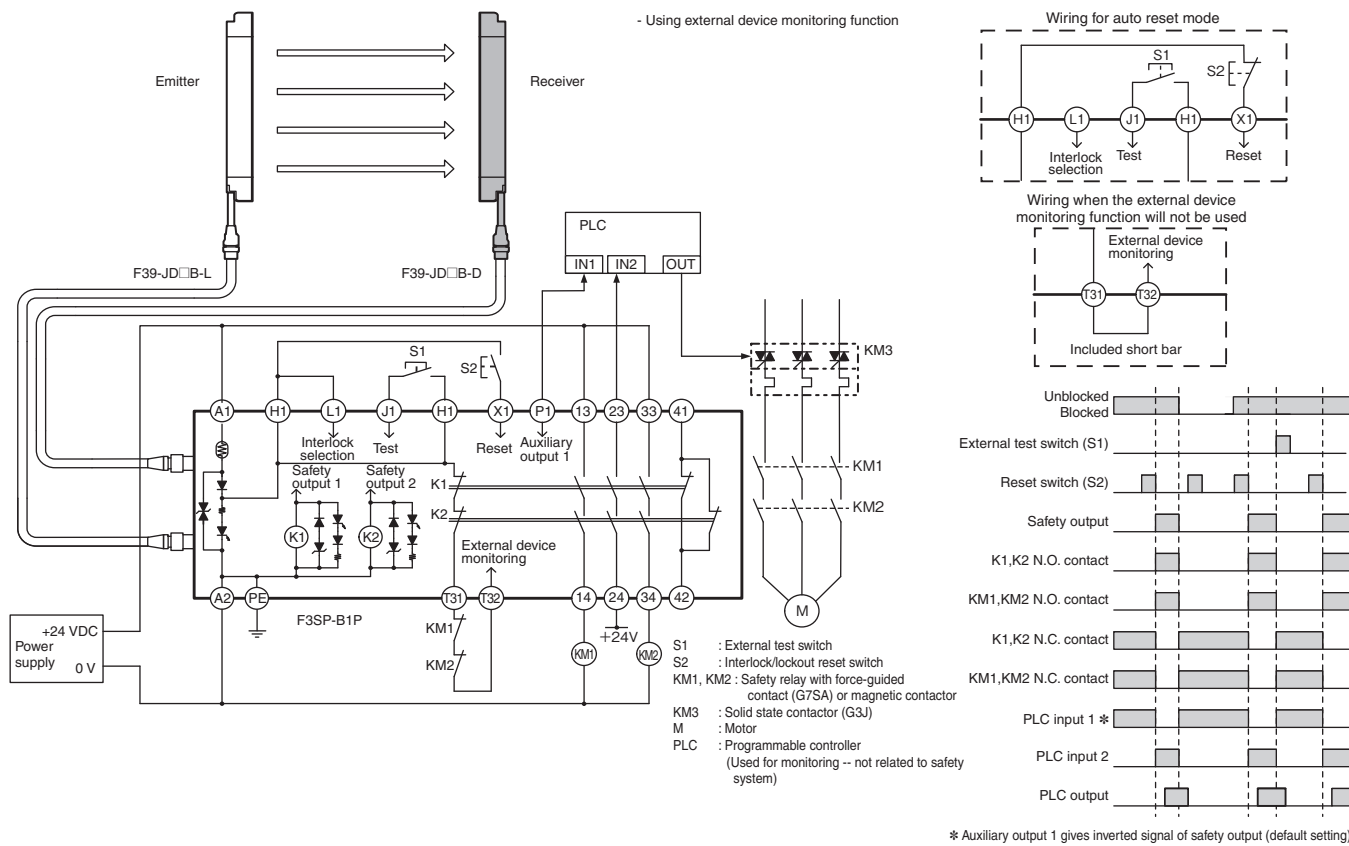 - Using external device monitoring function
Emitter
Receiver
F39-JD□B-L
F39-JD□B-D
PLC
IN1 IN2 OUT
KM3
S1
S2
A1 H1 L1 J1 H1 X1 P1 13 23 33 41
Interlock
selection
Test
Reset
Auxiliary
output 1
Safety
output 1
Safety
output 2
K1
K2
K1
K2
External device
monitoring
KM1
KM2
M
A2 PE T31 T32 14 24 34 42
F3SP-B1P
+24V
KM1
KM2
KM1
KM2
+24 VDC
Power
supply
0 V
S1 : External test switch
S2 : Interlock/lockout reset switch
KM1, KM2 : Safety relay with force-guided
contact (G7SA) or magnetic contactor
KM3 : Solid state contactor (G3J)
M : Motor
PLC : Programmable controller
(Used for monitoring -- not related to safety
system)
Wiring for auto reset mode
S1
S2
H1 L1 J1 H1 X1
Interlock
selection
Test
Reset
Wiring when the external device
monitoring function will not be used
External device
monitoring
T31 T32
Included short bar
Unblocked
Blocked
External test switch (S1)
Reset switch (S2)
Safety output
K1,K2 N.O. contact
KM1,KM2 N.O. contact
K1,K2 N.C. contact
KM1,KM2 N.C. contact
PLC input 1 ✻
PLC input 2
PLC output
✻ Auxiliary output 1 gives inverted signal of safety output (default setting)